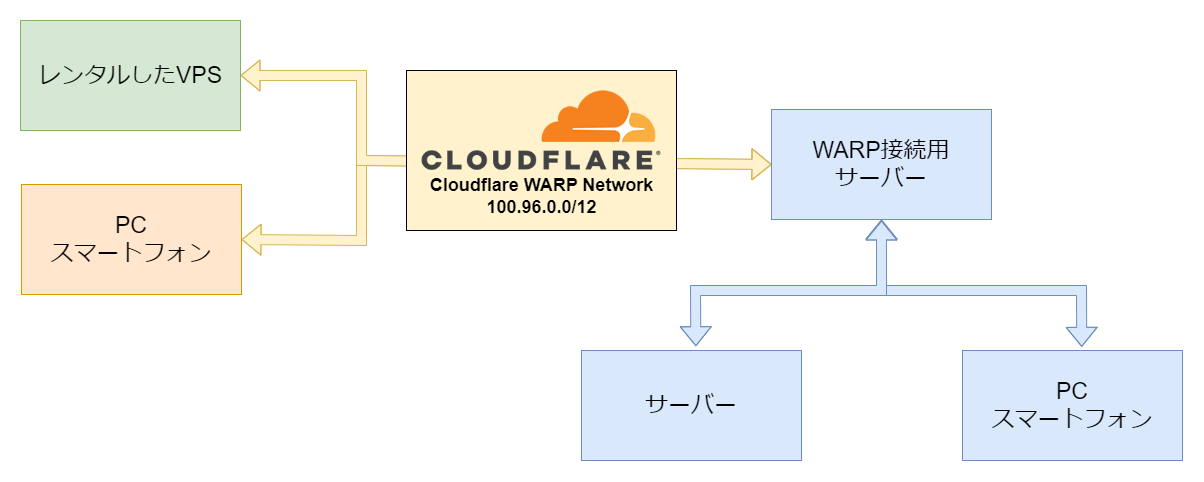 レンタルしたVPS
PC
スマートフォン
CLOUDFLARE®
Cloudflare WARP Network
100.96.0.0/12
WARP接続用
サーバー
サーバー
PC
スマートフォン